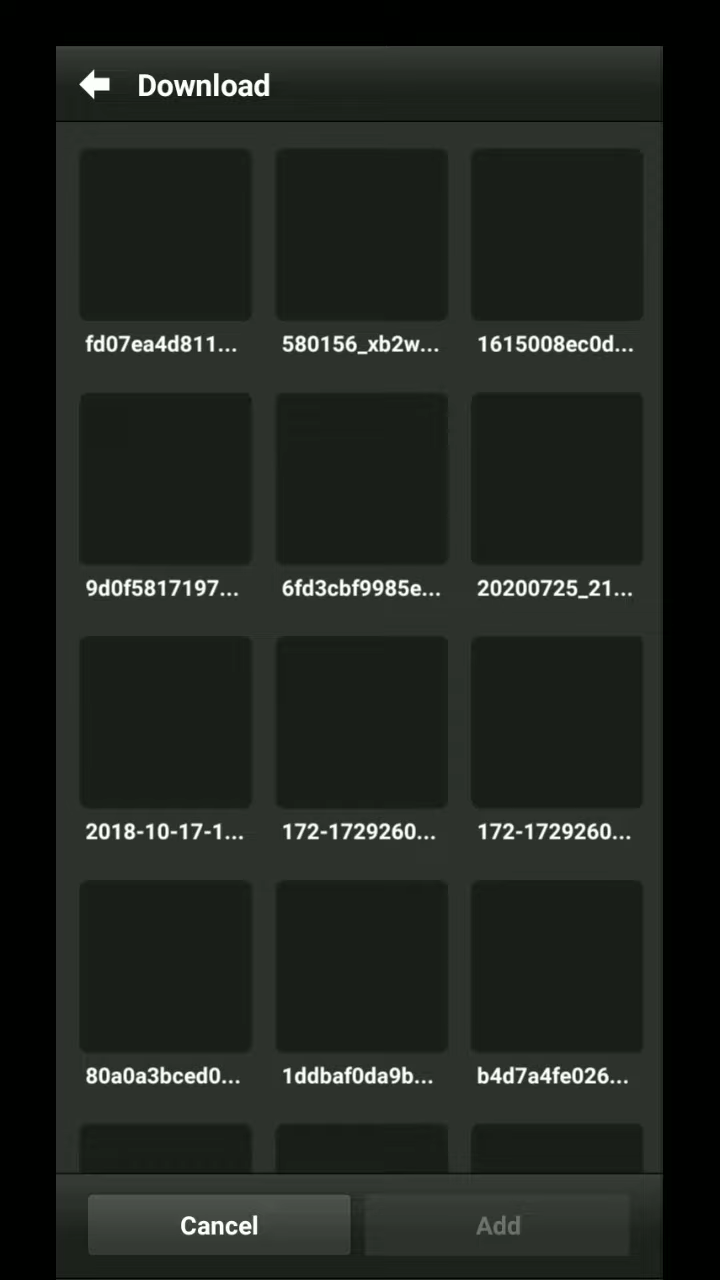 Download
fd07ea4d811... 580156_xb2w... 1615008ec0d...
9d0f5817197... 6fd3cbf9985e... 20200725_21...
2018-10-17-1... 172-1729260... 172-1729260...
80a0a3bced0... 1ddbaf0da9b... b4d7a4fe026...
Cancel Add